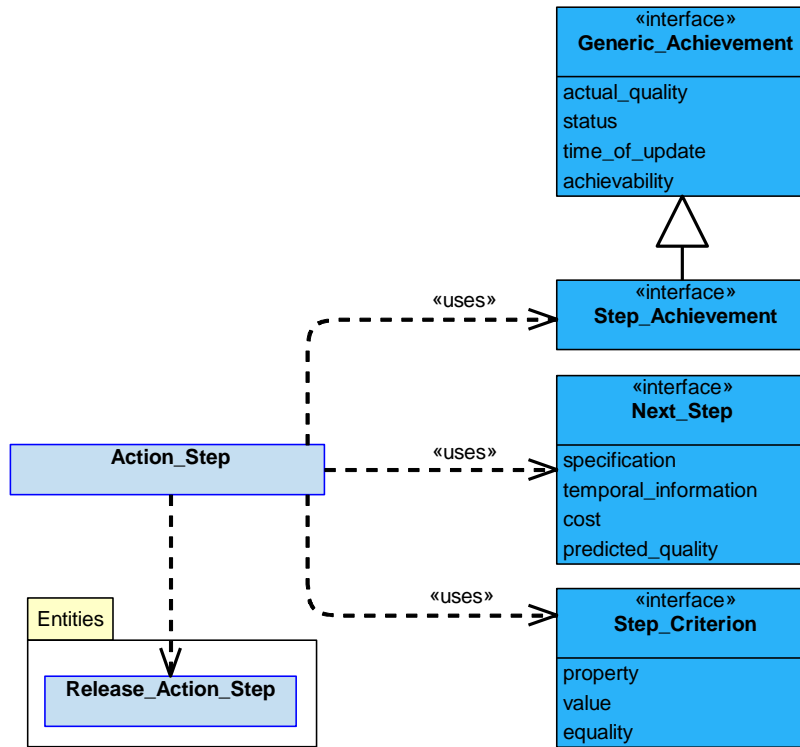 «interface»
Generic_Achievement
actual_quality
status
time_of_update
achievability
«uses»
«interface»
Step_Achievement
«interface»
Next_Step
Action_Step
«uses»
specification
temporal_information
cost
predicted_quality
«uses»
«interface»
Step_Criterion
Entities
property
value
equality
Release_Action_Step